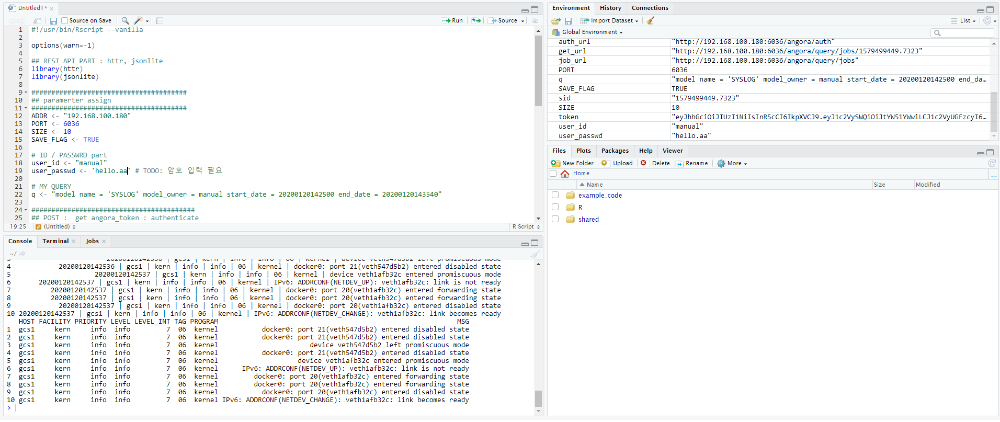 Untitled1*
Source on Save
Run
Source
1 #!/usr/bin/Rscript --vanilla
2
3 options(warn=-1)
4
5 ## REST API PART : httr, jsonlite
6 library(httr)
7 library(jsonlite)
8
9 #######################################
10 ## paramerter assign
11 #######################################
12 ADDR <- "192.168.100.180"
13 PORT <- 6036
14 SIZE <- 10
15 SAVE_FLAG <- TRUE
16
17 # ID / PASSWRD part
18 user_id <- "manual"
19 user_passwd <- 'hello.aa' # TODO: 암호 입력 필요
20
21 # MY QUERY
22 q <- "model name = 'SYSLOG' model_owner = manual start_date = 20200120142500 end_date = 20200120143540"
23
24 #########################################
25 ## POST :  get angora_token : authenticate
19:25 # (Untitled) R Script
Console Terminal Jobs
~/
4 20200120142536 | gcs1 | kern | info | info | 06 | kernel | docker0: port 21(veth547d5b2) entered disabled state
5 20200120142537 | gcs1 | kern | info | info | 06 | kernel | device veth1afb32c entered promiscuous mode
6 20200120142537 | gcs1 | kern | info | info | 06 | kernel | IPv6: ADDRCONF(NETDEV_UP): veth1afb32c: link is not ready
7 20200120142537 | gcs1 | kern | info | info | 06 | kernel | docker0: port 20(veth1afb32c) entered forwarding state
8 20200120142537 | gcs1 | kern | info | info | 06 | kernel | docker0: port 20(veth1afb32c) entered forwarding state
9 20200120142537 | gcs1 | kern | info | info | 06 | kernel | docker0: port 20(veth1afb32c) entered disabled state
10 20200120142537 | gcs1 | kern | info | info | 06 | kernel | IPv6: ADDRCONF(NETDEV_CHANGE): veth1afb32c: link becomes ready
HOST FACILITY PRIORITY LEVEL LEVEL_INT TAG PROGRAM MSG
1 gcs1 kern info info 7 06 kernel docker0: port 21(veth547d5b2) entered disabled state
2 gcs1 kern info info 7 06 kernel docker0: port 21(veth547d5b2) entered disabled state
3 gcs1 kern info info 7 06 kernel device veth547d5b2 left promiscuous mode
4 gcs1 kern info info 7 06 kernel docker0: port 21(veth547d5b2) entered disabled state
5 gcs1 kern info info 7 06 kernel device veth1afb32c entered promiscuous mode
6 gcs1 kern info info 7 06 kernel IPv6: ADDRCONF(NETDEV_UP): veth1afb32c: link is not ready
7 gcs1 kern info info 7 06 kernel docker0: port 20(veth1afb32c) entered forwarding state
8 gcs1 kern info info 7 06 kernel docker0: port 20(veth1afb32c) entered forwarding state
9 gcs1 kern info info 7 06 kernel docker0: port 20(veth1afb32c) entered disabled state
10 gcs1 kern info info 7 06 kernel IPv6: ADDRCONF(NETDEV_CHANGE): veth1afb32c: link becomes ready
>
Environment History Connections
Import Dataset List
Global Environment
auth_url "http://192.168.100.180:6036/angora/auth"
get_url "http://192.168.100.180:6036/angora/query/jobs/1579499449.7323"
job_url "http://192.168.100.180:6036/angora/query/jobs"
PORT 6036
q "model name = 'SYSLOG' model_owner = manual start_date = 20200120142500 end_da…
SAVE_FLAG TRUE
sid "1579499449.7323"
SIZE 10
token "eyJhbGciOiJIUzI1NiIsInR5cCI6IkpXVCJ9.eyJ1c2VySWQiOiJtYW51YWwiLCJ1c2VyUGFzcyI6…
user_id "manual"
user_passwd "hello.aa"
Files Plots Packages Help Viewer
New Folder Upload Delete Rename More
Home ...
Name Size Modified
example_code
R
shared